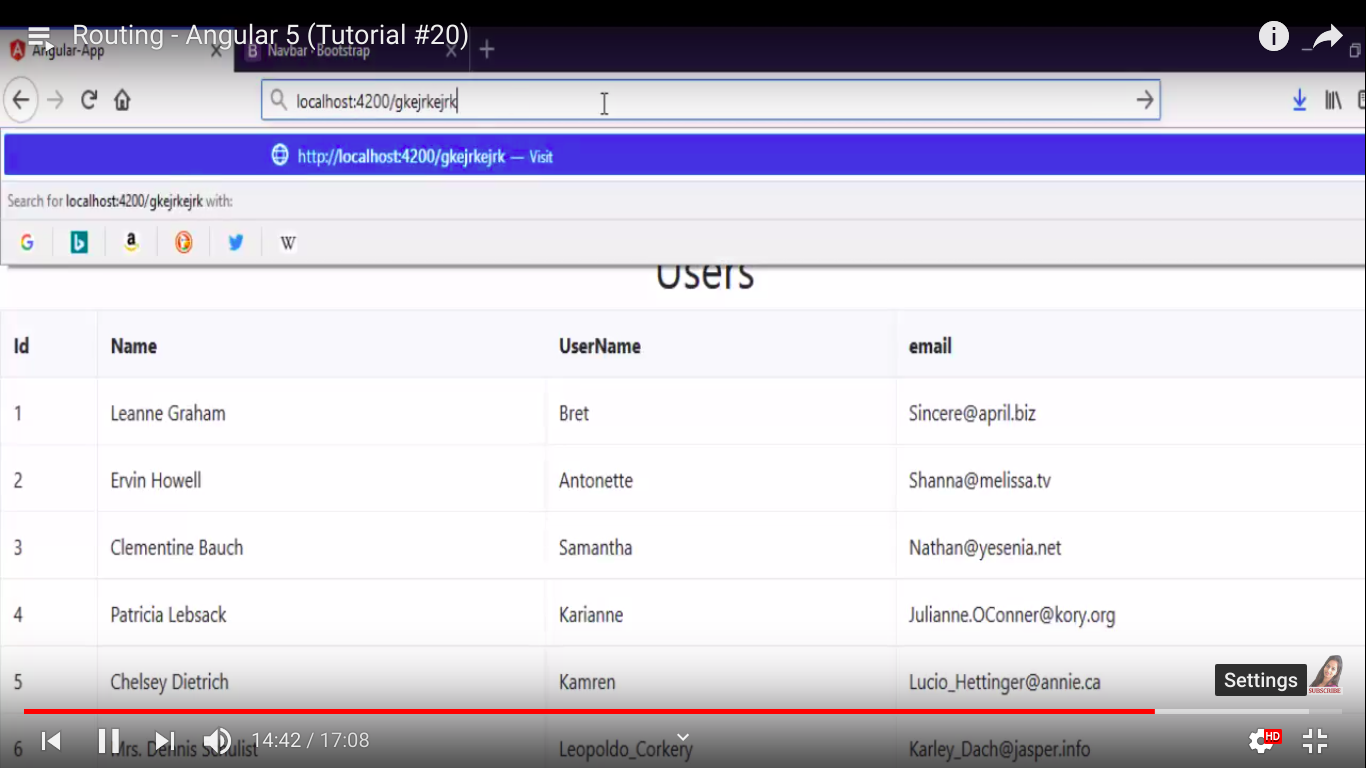 Routing - Angular 5 (Tutorial #20)
Angular-App
Navbar · Bootstrap
localhost:4200/gkejrkejrk
http://localhost:4200/gkejrkejrk — Visit
Search for localhost:4200/gkejrkejrk with:
Users
Id Name UserName email
1 Leanne Graham Bret Sincere@april.biz
2 Ervin Howell Antonette Shanna@melissa.tv
3 Clementine Bauch Samantha Nathan@yesenia.net
4 Patricia Lebsack Karianne Julianne.OConner@kory.org
5 Chelsey Dietrich Kamren Lucio_Hettinger@annie.ca
Settings
SUBSCRIBE
6 Mrs. Dennis Schulist Leopoldo_Corkery Karley_Dach@jasper.info
14:42 / 17:08
HD